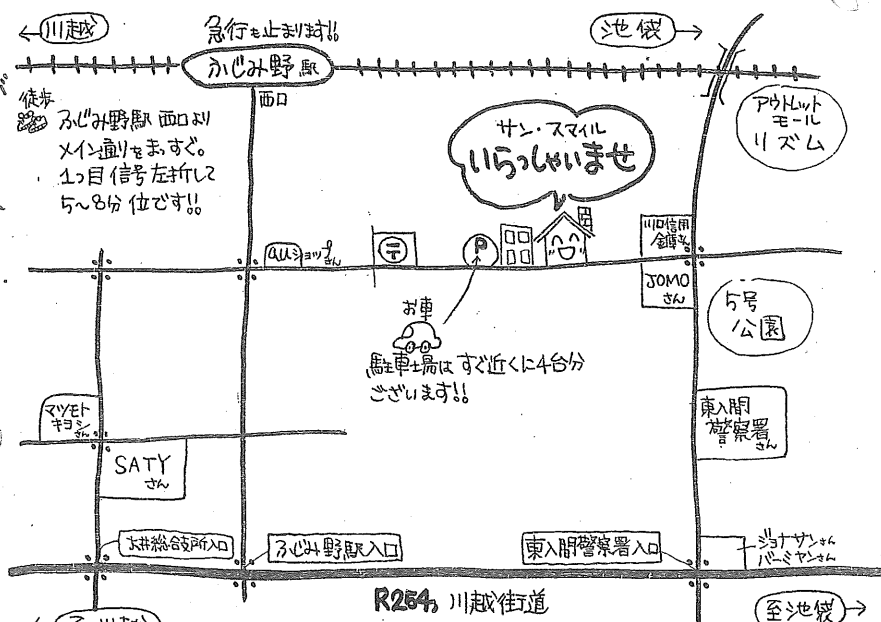 ←川越
急行も止まります!!
池袋→
ふじみ野駅
西口
徒歩
ふじみ野駅 西口より
メイン通りをまっすぐ。
1つ目信号左折して
5〜8分位です!!
アウトレット
モール
リズム
サン・スマイル
いらっしゃいませ
auショップさん
〒
P
川口信用
金庫さん
JOMO
さん
5号
公園
お車
駐車場は すぐ近くに4台分
ございます!!
マツモト
キヨシ
さん
SATY
さん
東入間
警察署
さん
大井総合支所入口
ふじみ野駅入口
東入間警察署入口
ジョナサンさん
バーミヤンさん
R254 川越街道
至池袋→